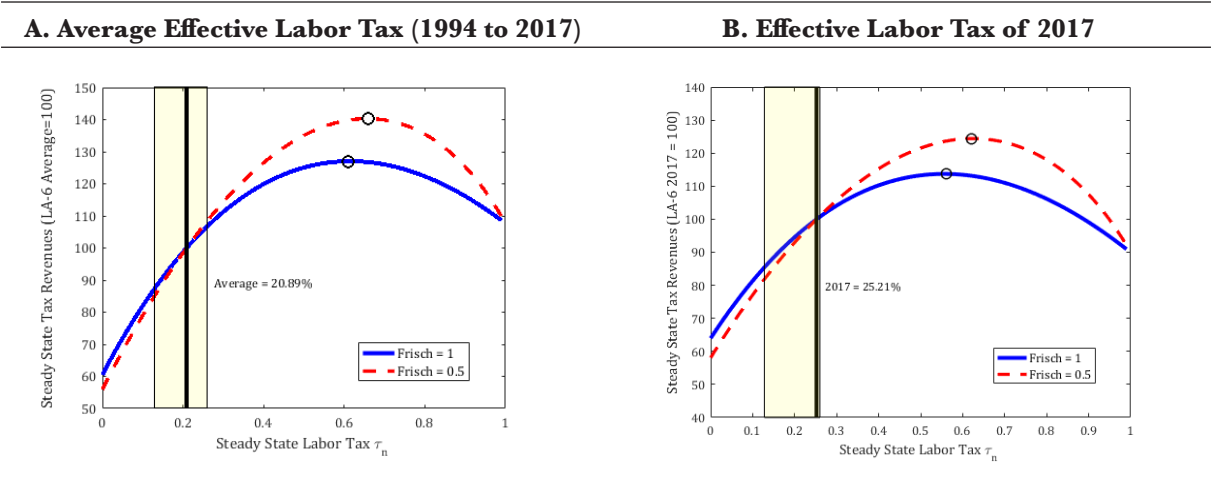 A. Average Effective Labor Tax (1994 to 2017)
B. Effective Labor Tax of 2017
Steady State Tax Revenues (LA-6 Average=100)
150
140
130
120
110
100
90
80
70
60
50
Average = 20.89%
Frisch = 1
Frisch = 0.5
0 0.2 0.4 0.6 0.8 1
Steady State Labor Tax τn
Steady State Tax Revenues (LA-6 2017 = 100)
140
130
120
110
100
90
80
70
60
50
40
2017 = 25.21%
Frisch = 1
Frisch = 0.5
0 0.1 0.2 0.3 0.4 0.5 0.6 0.7 0.8 0.9 1
Steady State Labor Tax τn